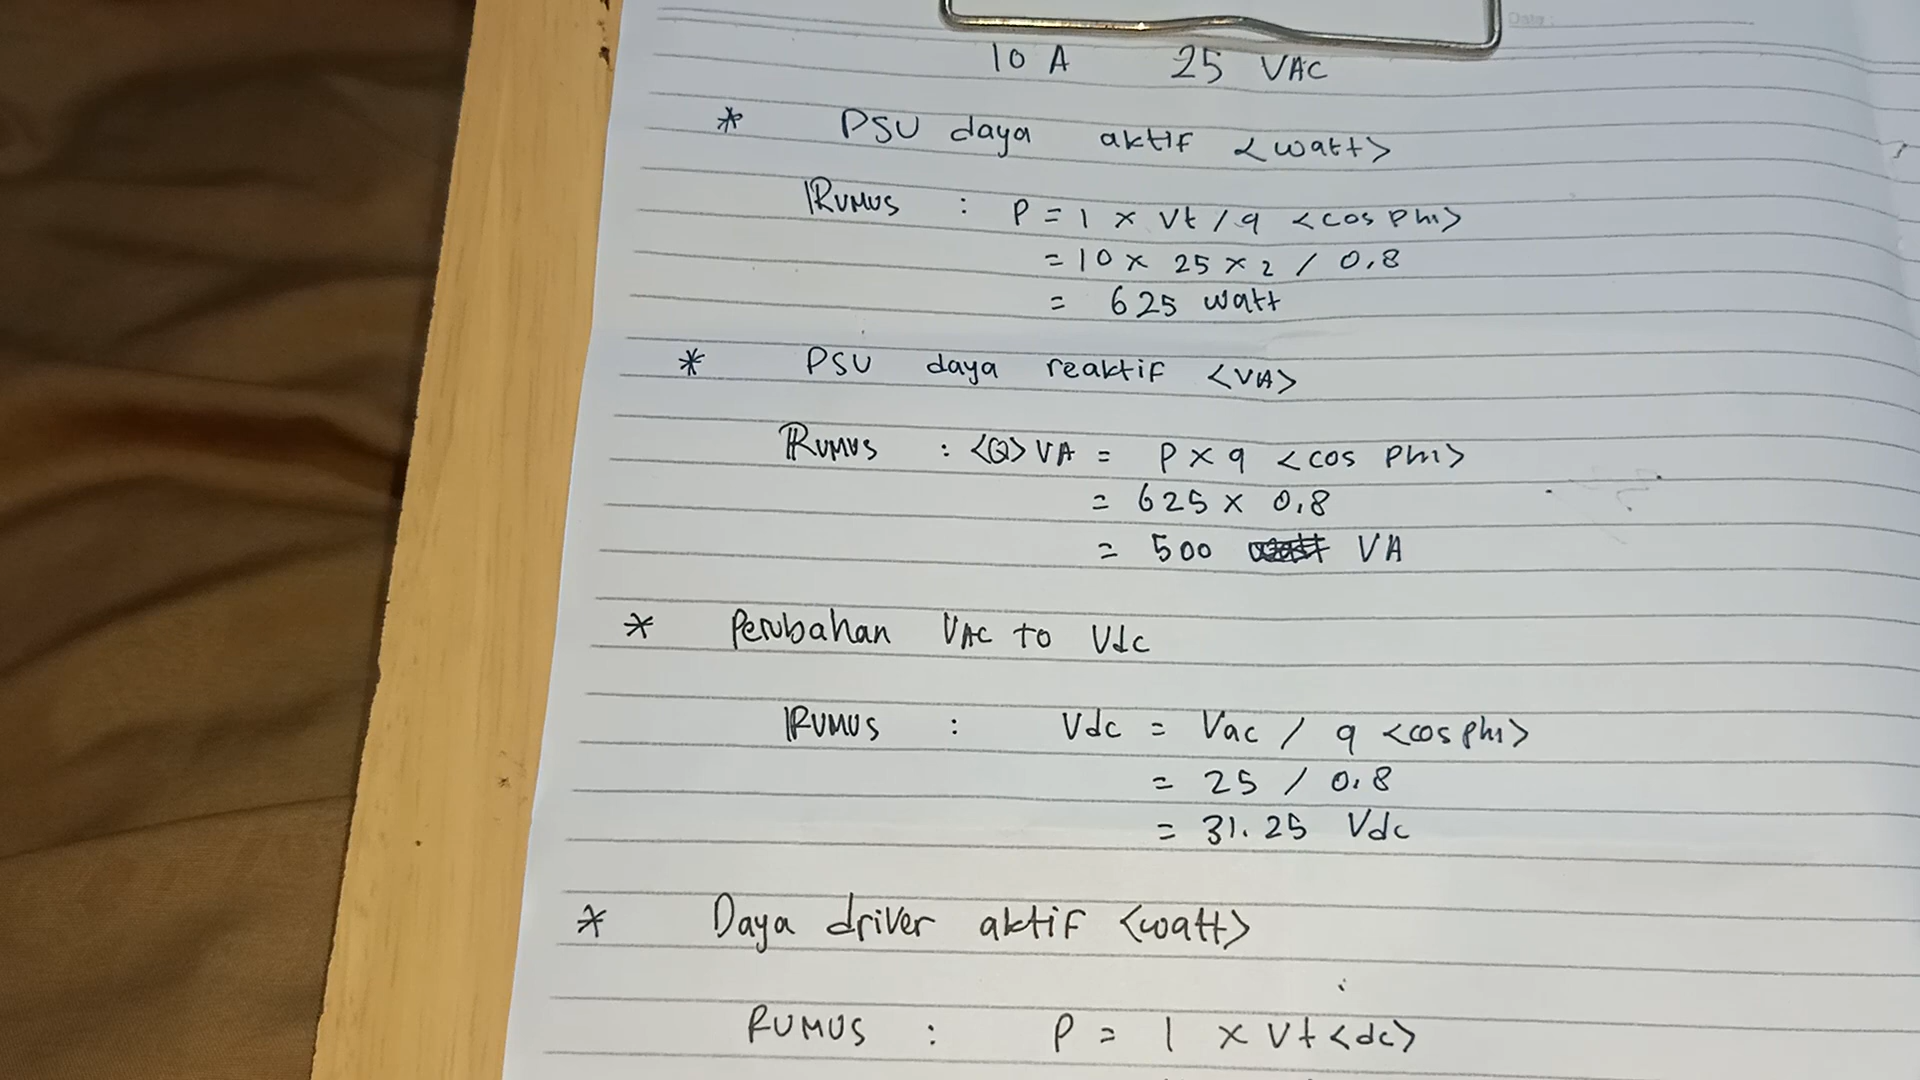 Date :
10 A 25 VAC
* PSU daya aktif <watt>
RUMUS : P = I x Vt / q <cos phi>
= 10 x 25 x 2 / 0,8
= 625 watt
* PSU daya reaktif <VA>
RUMUS : <Q> VA = P x q <cos phi>
= 625 x 0,8
= 500 VA
* Perubahan VAC to Vdc
RUMUS : Vdc = Vac / q <cos phi>
= 25 / 0,8
= 31.25 Vdc
* Daya driver aktif <watt>
RUMUS : P = I x Vt <dc>